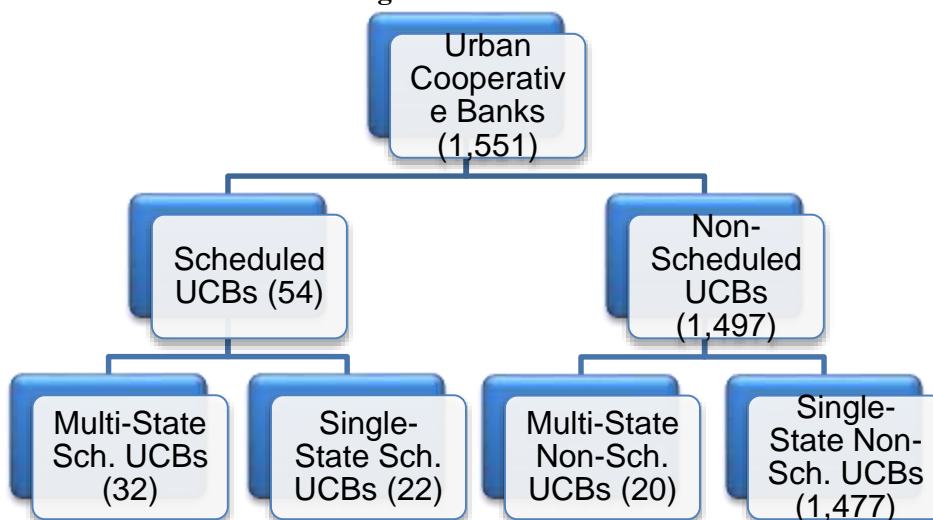 Urban
Cooperativ
e Banks
(1,551)
Scheduled
UCBs (54)
Non-
Scheduled
UCBs
(1,497)
Multi-State
Sch. UCBs
(32)
Single-
State Sch.
UCBs (22)
Multi-State
Non-Sch.
UCBs (20)
Single-
State Non-
Sch. UCBs
(1,477)